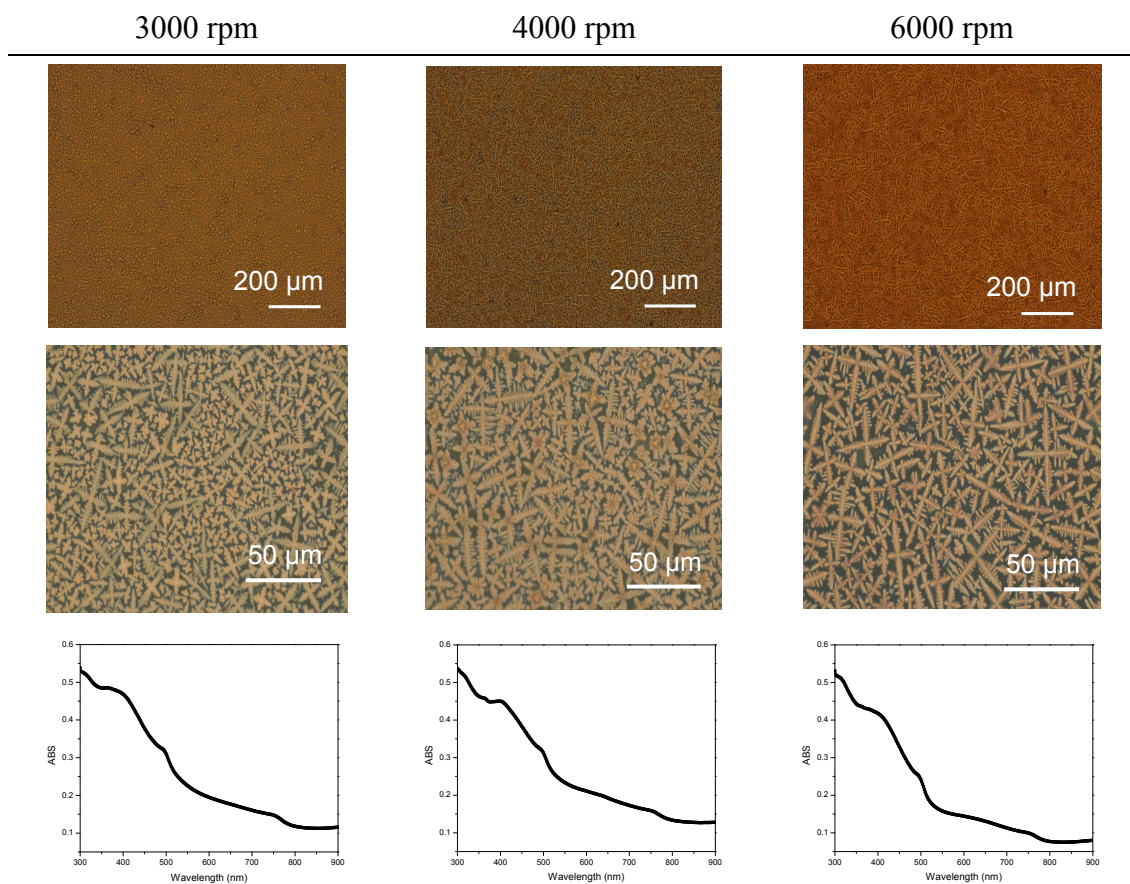 3000 rpm 4000 rpm 6000 rpm
200 µm 200 µm 200 µm
50 µm 50 µm 50 µm
0.6 0.6 0.6
0.5 0.5 0.5
0.4 0.4 0.4
ABS ABS ABS
0.3 0.3 0.3
0.2 0.2 0.2
0.1 0.1 0.1
300 400 500 600 700 800 900 300 400 500 600 700 800 900 300 400 500 600 700 800 900
Wavelength (nm) Wavelength (nm) Wavelength (nm)